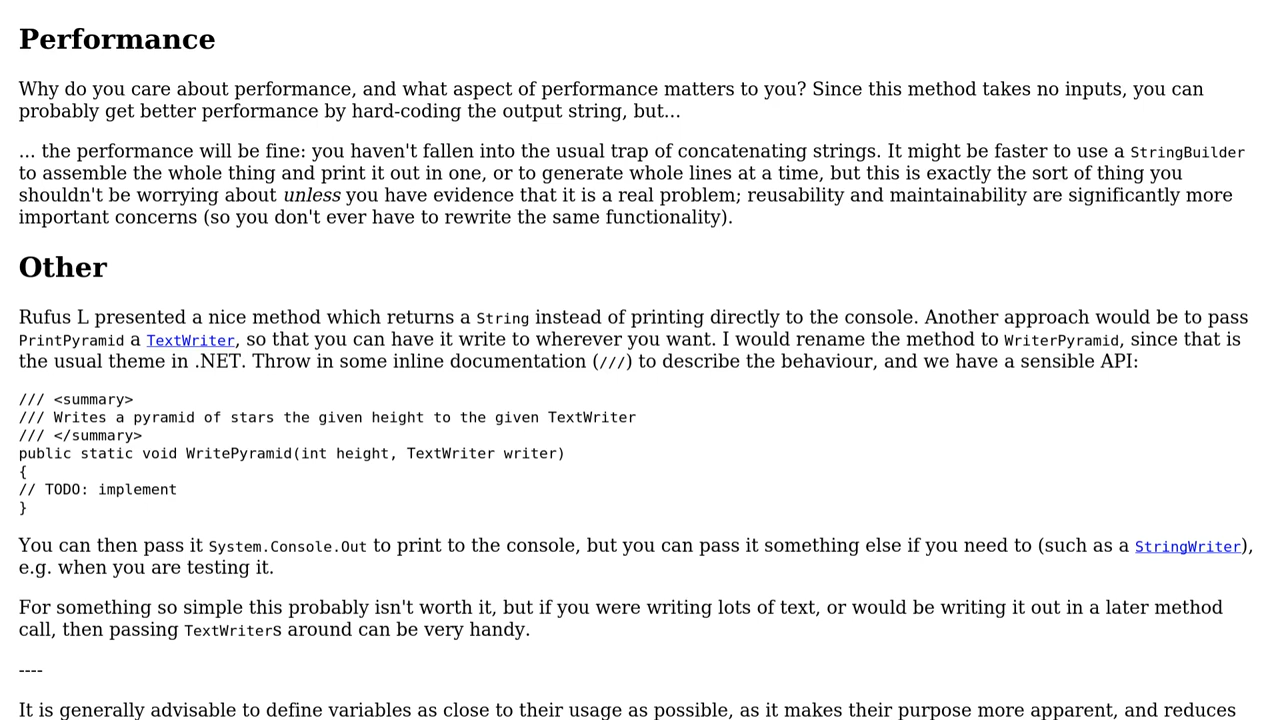 Performance
Why do you care about performance, and what aspect of performance matters to you? Since this method takes no inputs, you can
probably get better performance by hard-coding the output string, but...
... the performance will be fine: you haven't fallen into the usual trap of concatenating strings. It might be faster to use a StringBuilder
to assemble the whole thing and print it out in one, or to generate whole lines at a time, but this is exactly the sort of thing you
shouldn't be worrying about unless you have evidence that it is a real problem; reusability and maintainability are significantly more
important concerns (so you don't ever have to rewrite the same functionality).
Other
Rufus L presented a nice method which returns a String instead of printing directly to the console. Another approach would be to pass
PrintPyramid a TextWriter, so that you can have it write to wherever you want. I would rename the method to WriterPyramid, since that is
the usual theme in .NET. Throw in some inline documentation (///) to describe the behaviour, and we have a sensible API:
/// <summary>
/// Writes a pyramid of stars the given height to the given TextWriter
/// </summary>
public static void WritePyramid(int height, TextWriter writer)
{
// TODO: implement
}
You can then pass it System.Console.Out to print to the console, but you can pass it something else if you need to (such as a StringWriter),
e.g. when you are testing it.
For something so simple this probably isn't worth it, but if you were writing lots of text, or would be writing it out in a later method
call, then passing TextWriters around can be very handy.
----
It is generally advisable to define variables as close to their usage as possible, as it makes their purpose more apparent, and reduces